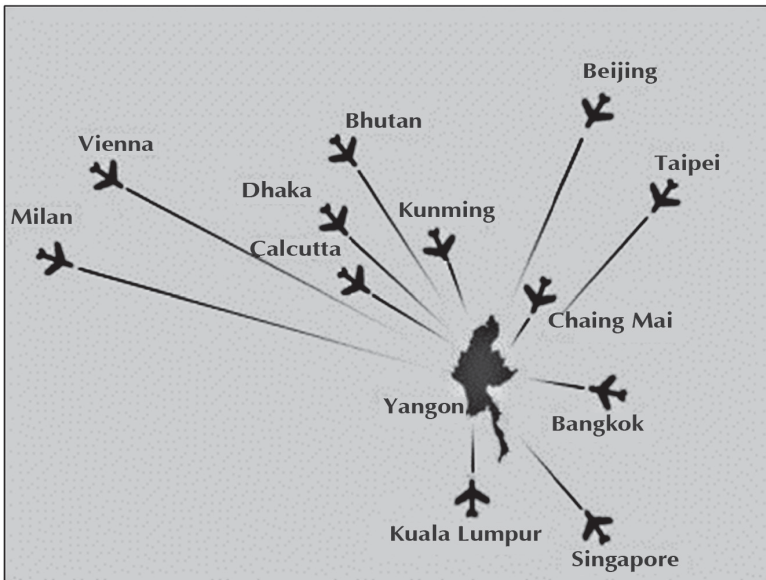 Beijing
Bhutan
Vienna
Taipei
Dhaka
Kunming
Milan
Calcutta
Chaing Mai
Yangon
Bangkok
Kuala Lumpur
Singapore